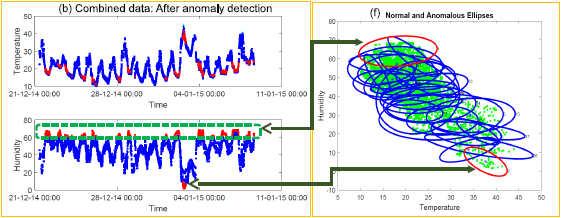 (b) Combined data: After anomaly detection
50
40
30
20
10
Temperature
21-12-14 00:00 28-12-14 00:00 04-01-15 00:00 11-01-15 00:00
Time
80
60
40
20
0
Humidity
21-12-14 00:00 28-12-14 00:00 04-01-15 00:00 11-01-15 00:00
Time
(f)
Normal and Anomalous Ellipses
80
70
60
50
40
30
20
10
0
-10
Humidity
5 10 15 20 25 30 35 40 45 50
Temperature